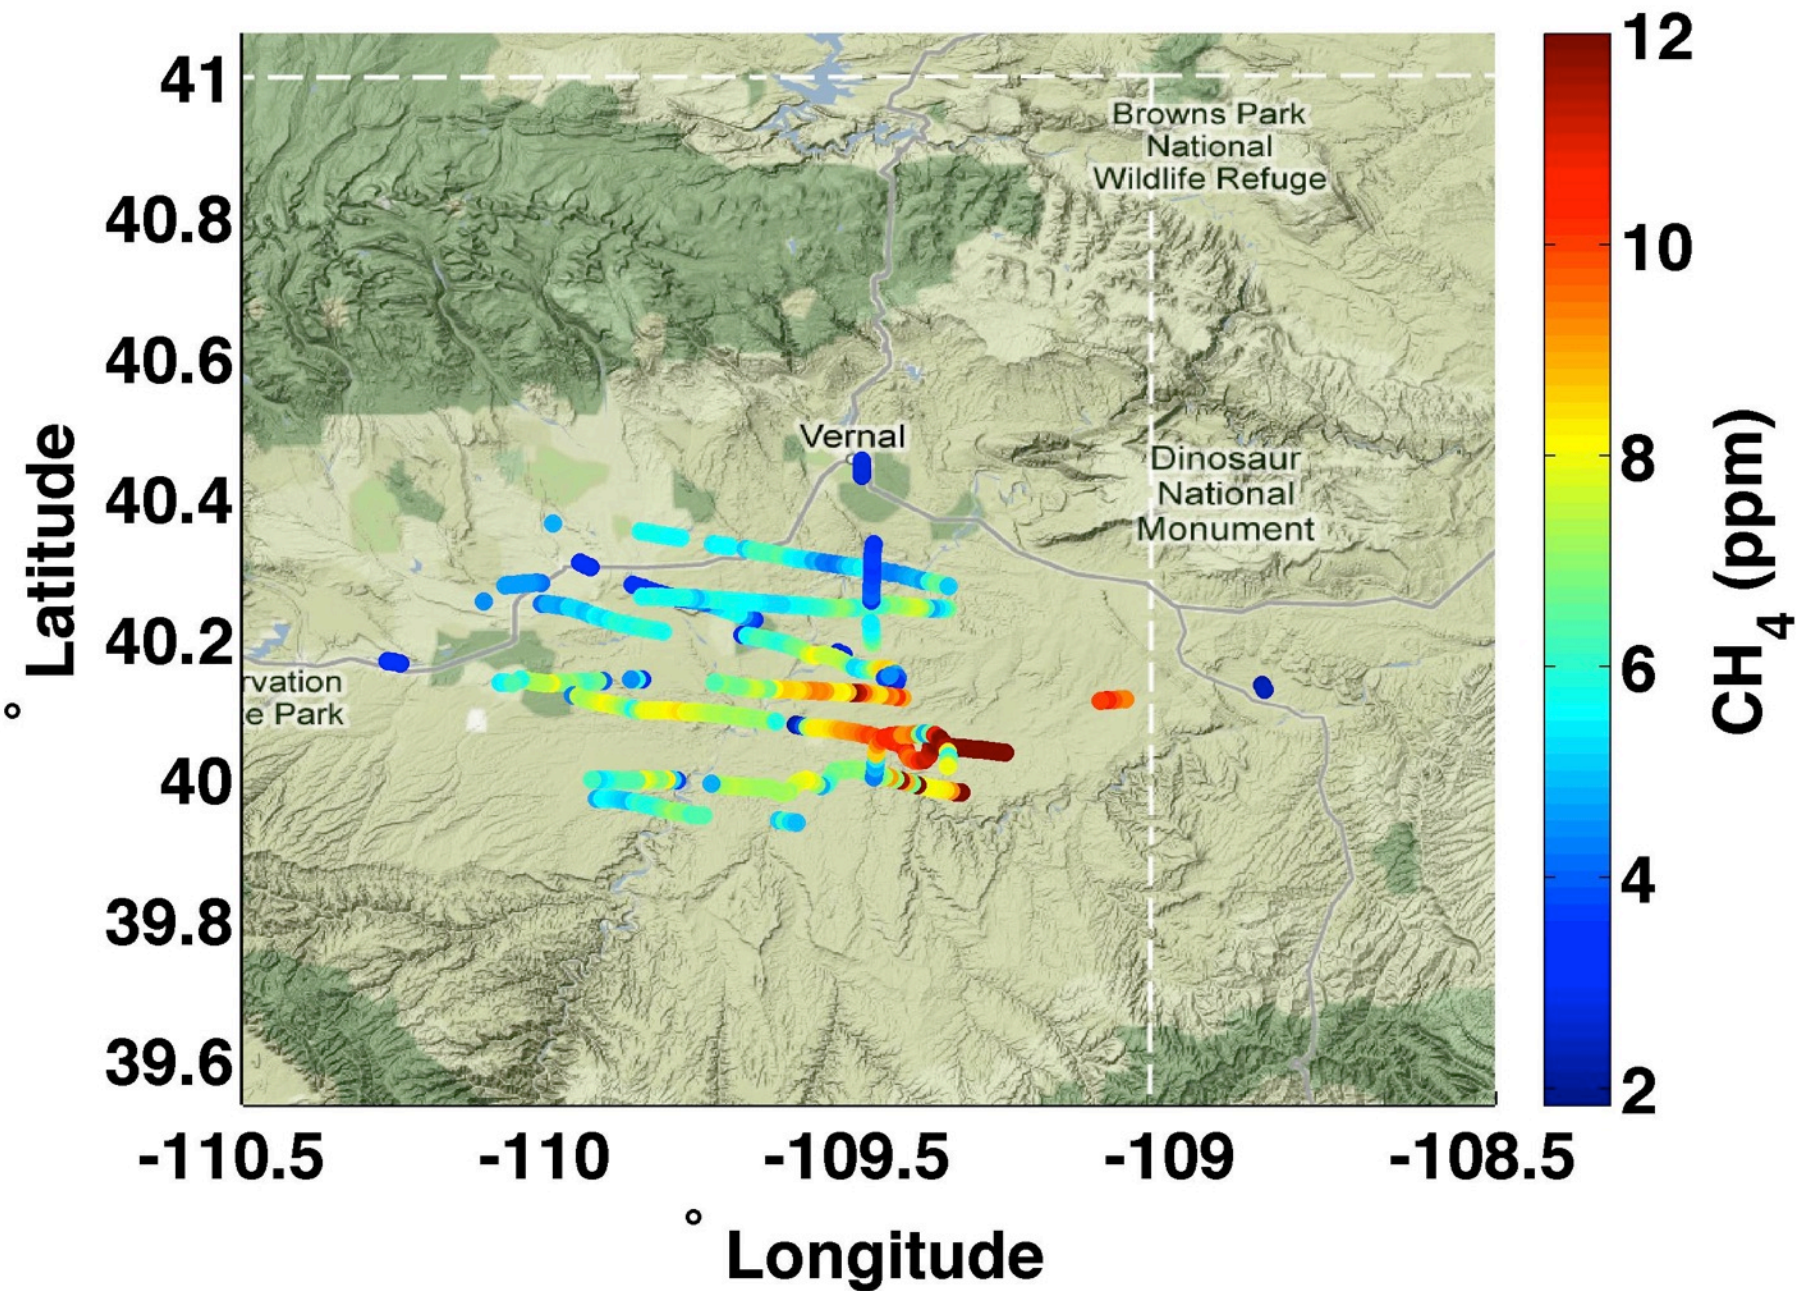 41
40.8
40.6
40.4
40.2
40
39.8
39.6
° Latitude
Browns Park
National
Wildlife Refuge
Vernal
Dinosaur
National
Monument
rvation
e Park
-110.5 -110 -109.5 -109 -108.5
° Longitude
12
10
8
6
4
2
CH4 (ppm)